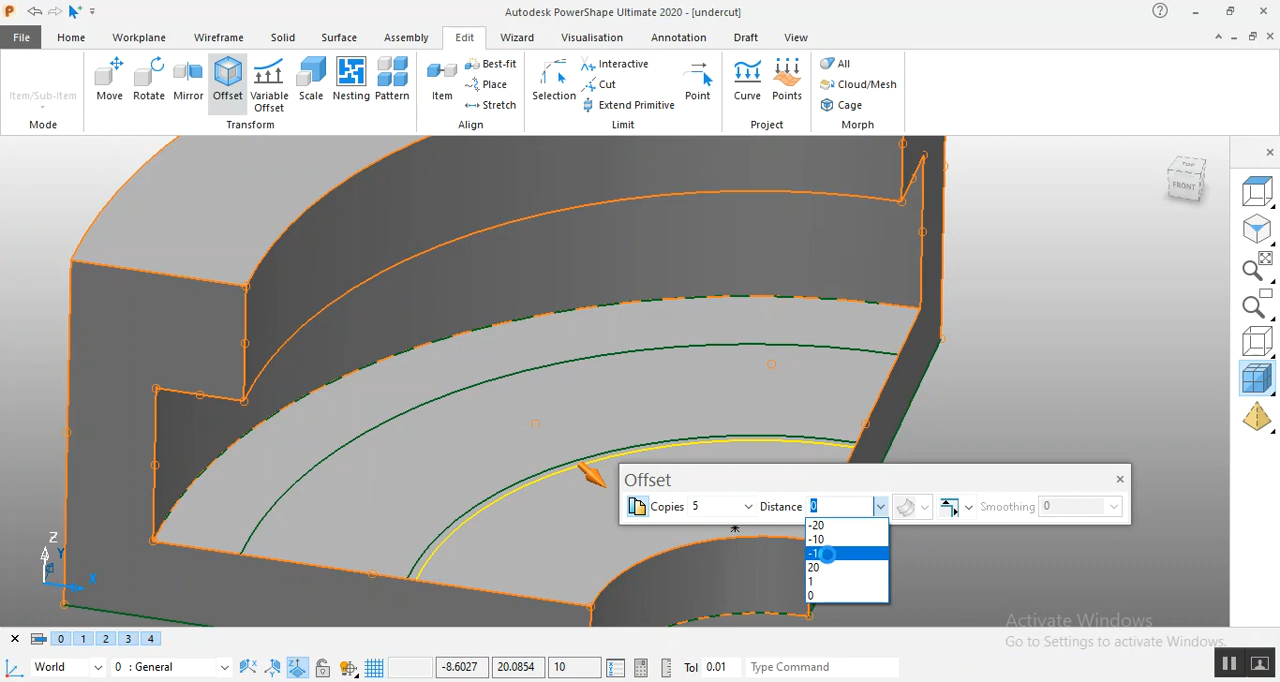 Autodesk PowerShape Ultimate 2020 - [undercut]
File Home Workplane Wireframe Solid Surface Assembly Edit Wizard Visualisation Annotation Draft View
Item/Sub-Item
Mode
Move Rotate Mirror Offset Variable Offset Scale Nesting Pattern
Transform
Item
Best-fit
Place
Stretch
Align
Selection
Interactive
Cut
Extend Primitive
Point
Limit
Curve Points
Project
All
Cloud/Mesh
Cage
Morph
TOP
FRONT
Offset
Copies 5 Distance 0 Smoothing 0
-20
-10
-1
20
1
0
Z
Y
X
Activate Windows
Go to Settings to activate Windows.
0 1 2 3 4
World 0 : General -8.6027 20.0854 10 Tol 0.01 Type Command